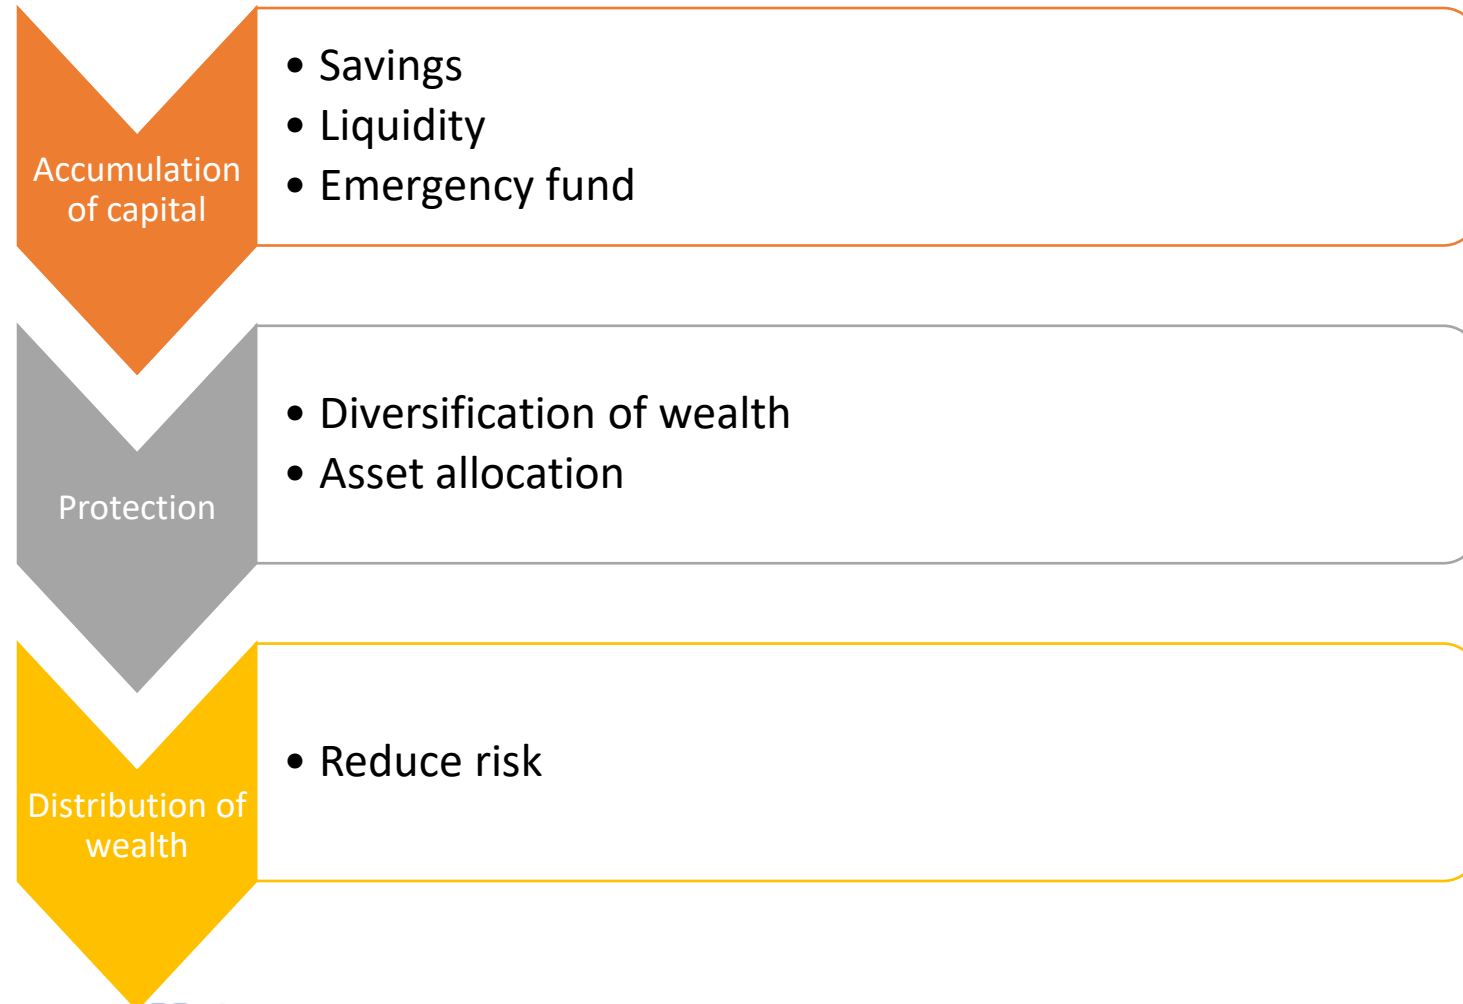 Accumulation
of capital
• Savings
• Liquidity
• Emergency fund
Protection
• Diversification of wealth
• Asset allocation
Distribution of
wealth
• Reduce risk